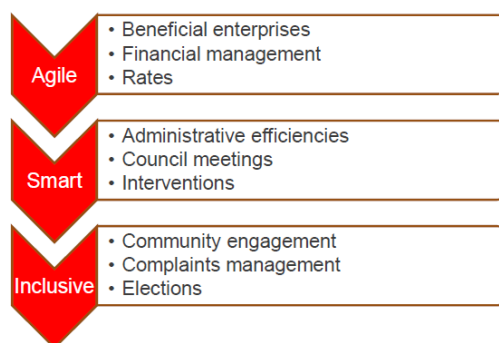 Agile
• Beneficial enterprises
• Financial management
• Rates
Smart
• Administrative efficiencies
• Council meetings
• Interventions
Inclusive
• Community engagement
• Complaints management
• Elections